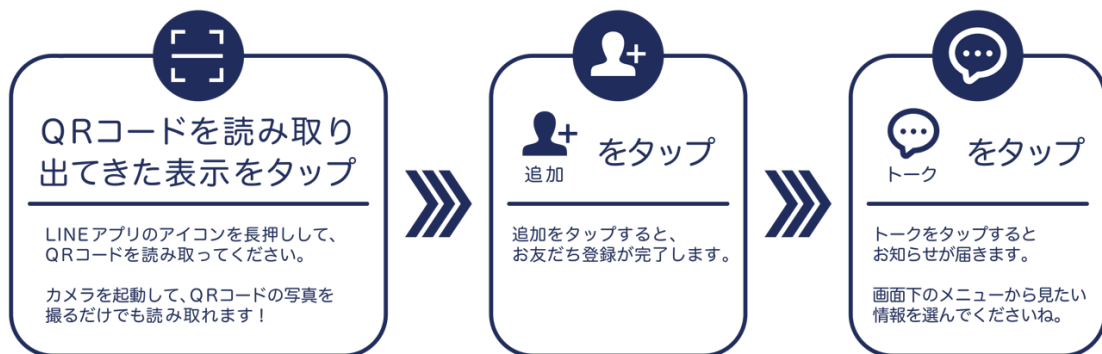 QRコードを読み取り
出てきた表示をタップ
LINEアプリのアイコンを長押しして、
QRコードを読み取ってください。
カメラを起動して、QRコードの写真を
撮るだけでも読み取れます！
追加 をタップ
追加をタップすると、
お友だち登録が完了します。
トーク をタップ
トークをタップすると
お知らせが届きます。
画面下のメニューから見たい
情報を選んでくださいね。